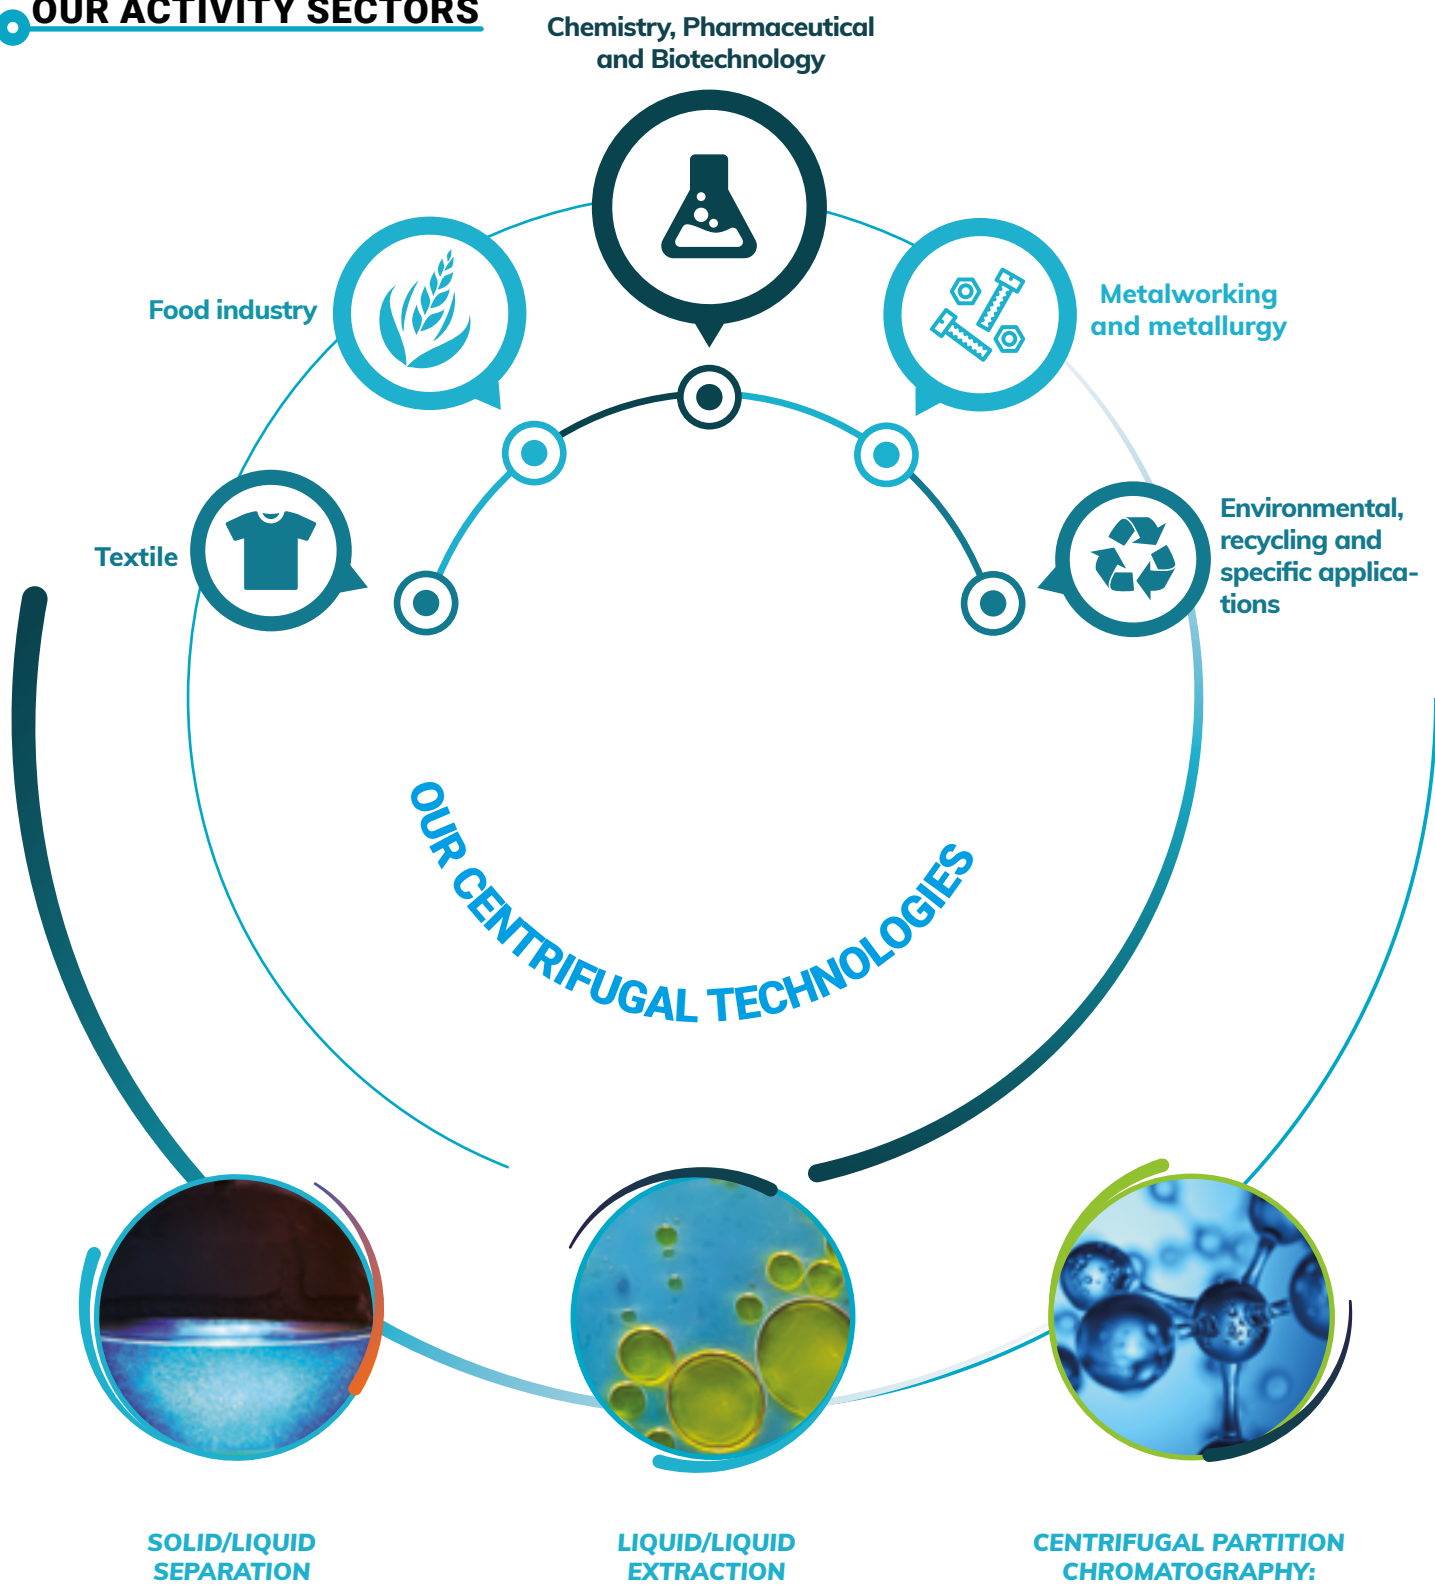 OUR ACTIVITY SECTORS
Chemistry, Pharmaceutical
and Biotechnology
Food industry
Metalworking
and metallurgy
Textile
Environmental,
recycling and
specific applica-
tions
OUR CENTRIFUGAL TECHNOLOGIES
SOLID/LIQUID
SEPARATION
LIQUID/LIQUID
EXTRACTION
CENTRIFUGAL PARTITION
CHROMATOGRAPHY: